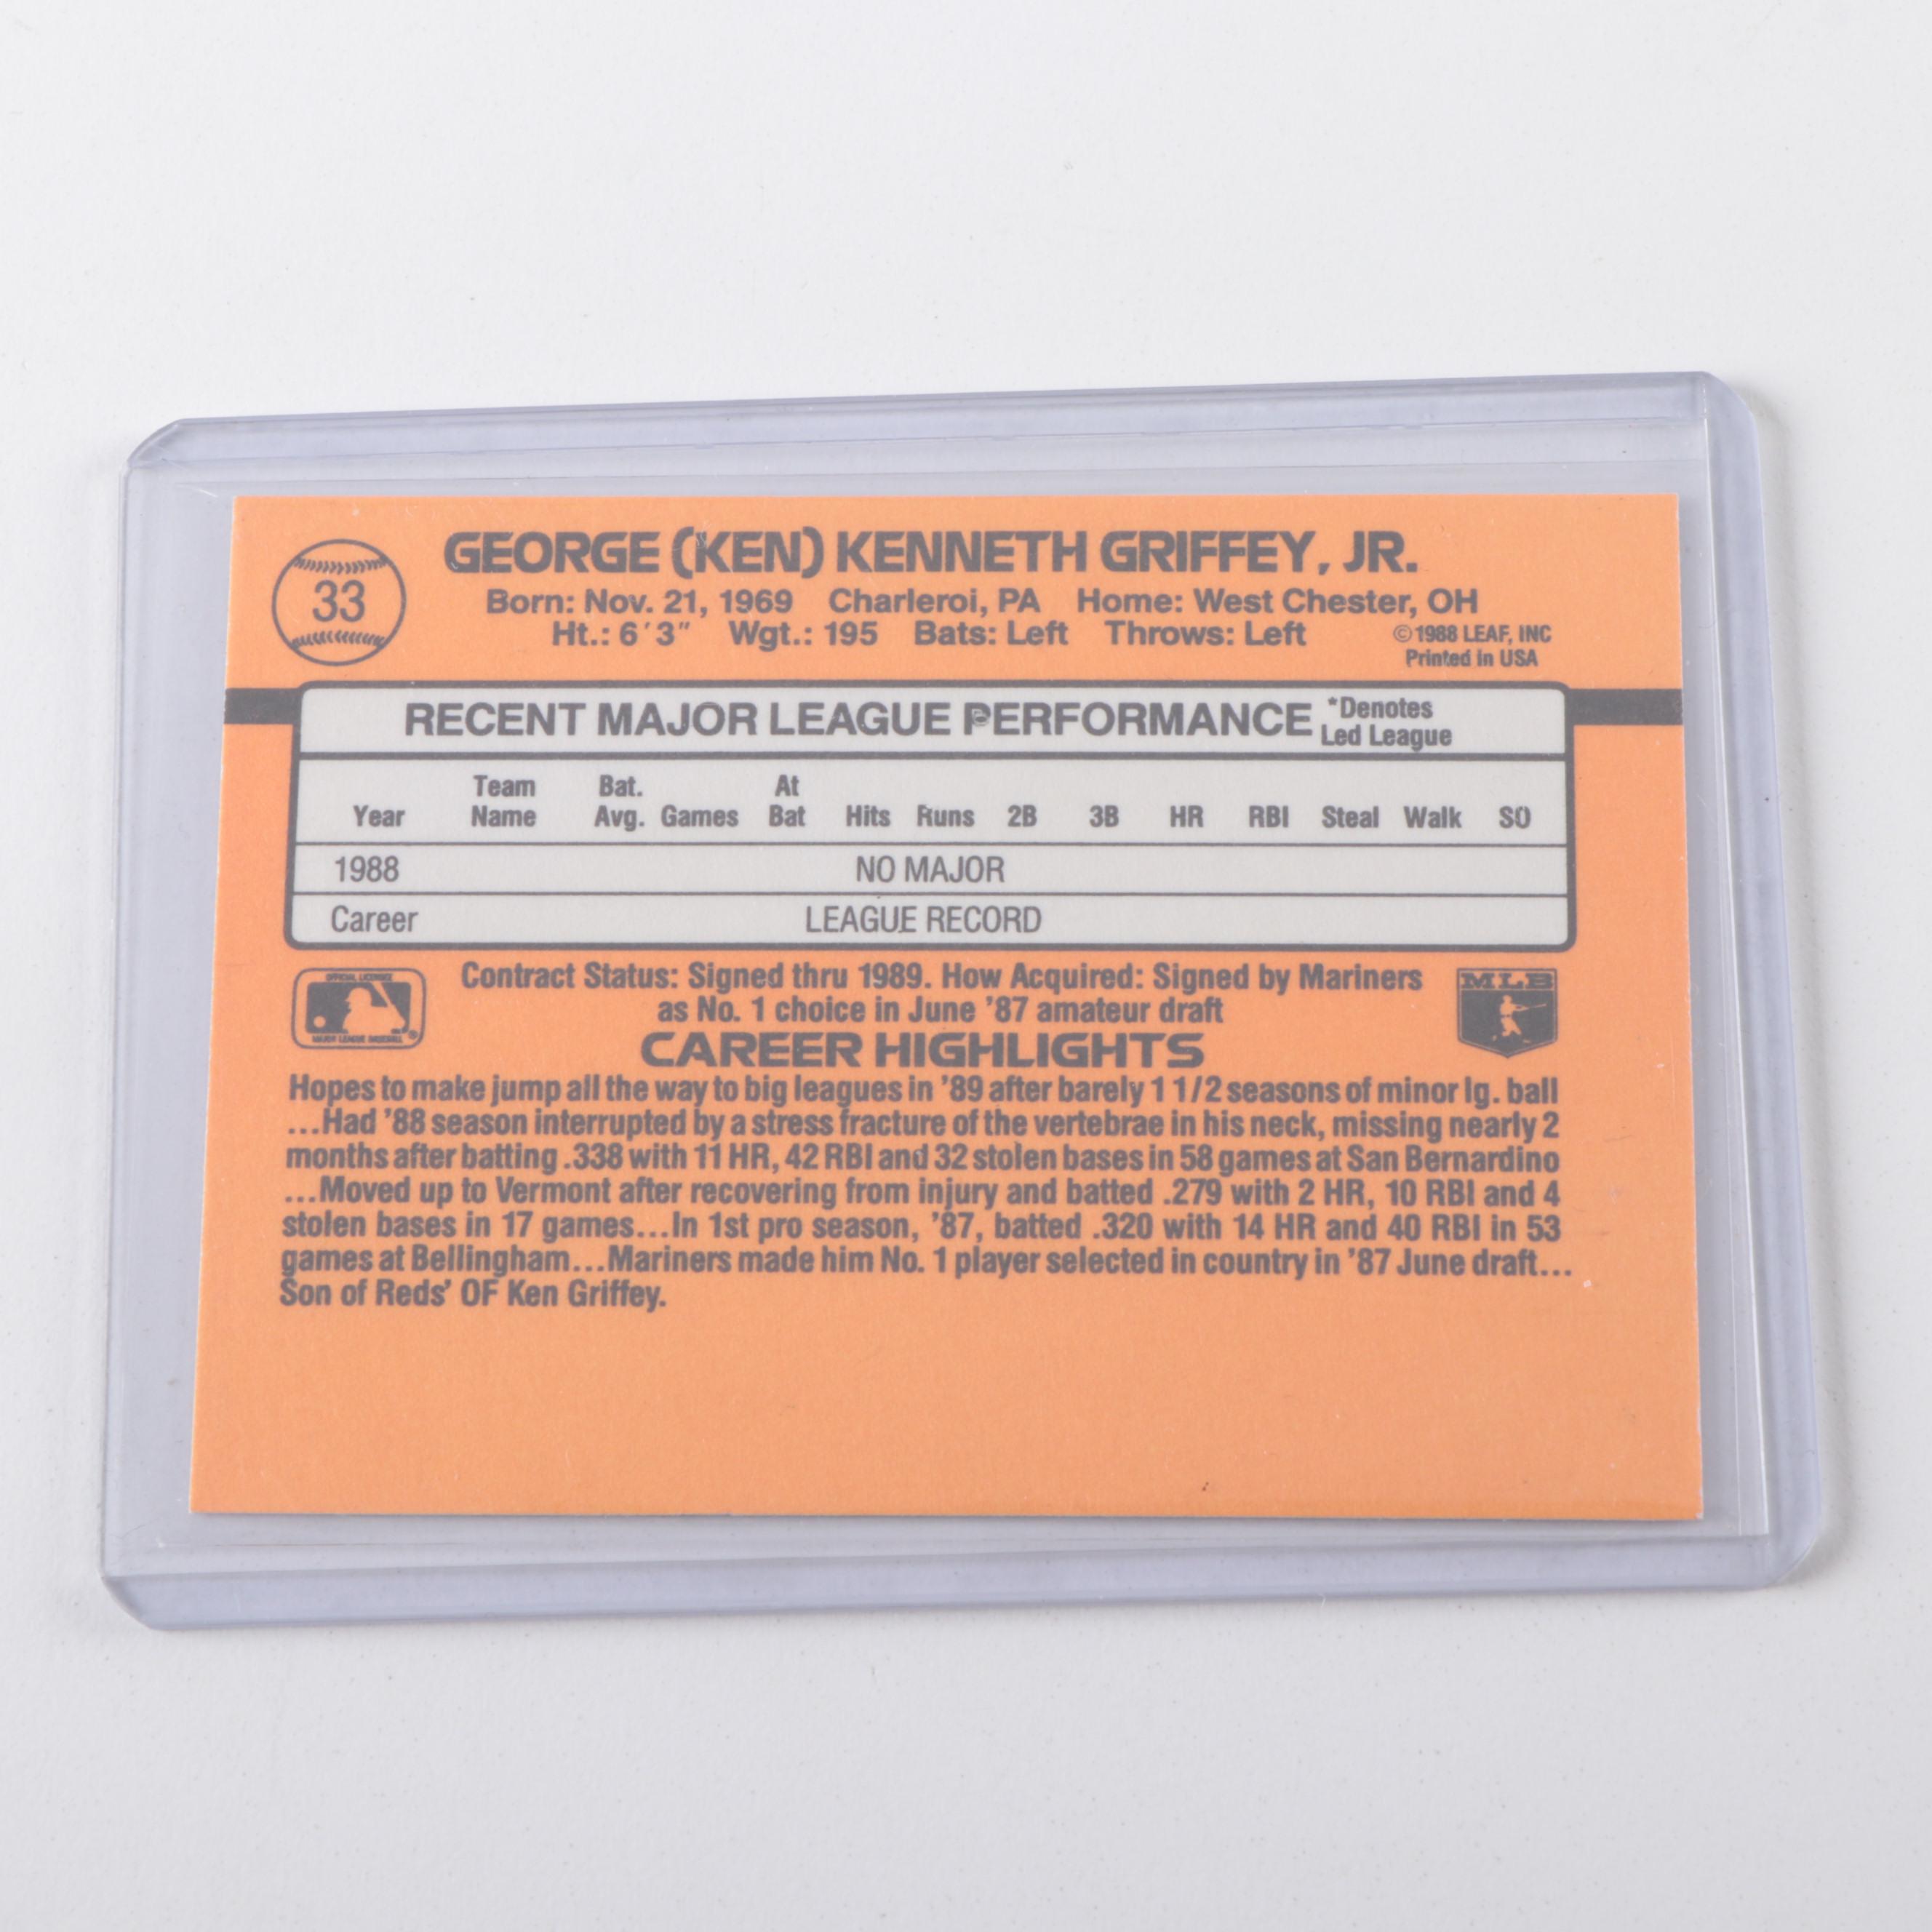 33
GEORGE (KEN) KENNETH GRIFFEY, JR.
Born: Nov. 21, 1969 Charleroi, PA Home: West Chester, OH
Ht.: 6'3" Wgt.: 195 Bats: Left Throws: Left
©1988 LEAF, INC
Printed in USA
RECENT MAJOR LEAGUE PERFORMANCE
*Denotes
Led League
Year Team Name Bat. Avg. Games At Bat Hits Runs 2B 3B HR RBI Steal Walk SO
1988 NO MAJOR
Career LEAGUE RECORD
OFFICIAL LICENSEE
MAJOR LEAGUE BASEBALL
®
Contract Status: Signed thru 1989. How Acquired: Signed by Mariners
as No. 1 choice in June '87 amateur draft
MLB
CAREER HIGHLIGHTS
Hopes to make jump all the way to big leagues in '89 after barely 1 1/2 seasons of minor lg. ball
...Had '88 season interrupted by a stress fracture of the vertebrae in his neck, missing nearly 2
months after batting .338 with 11 HR, 42 RBI and 32 stolen bases in 58 games at San Bernardino
...Moved up to Vermont after recovering from injury and batted .279 with 2 HR, 10 RBI and 4
stolen bases in 17 games...In 1st pro season, '87, batted .320 with 14 HR and 40 RBI in 53
games at Bellingham...Mariners made him No. 1 player selected in country in '87 June draft...
Son of Reds' OF Ken Griffey.